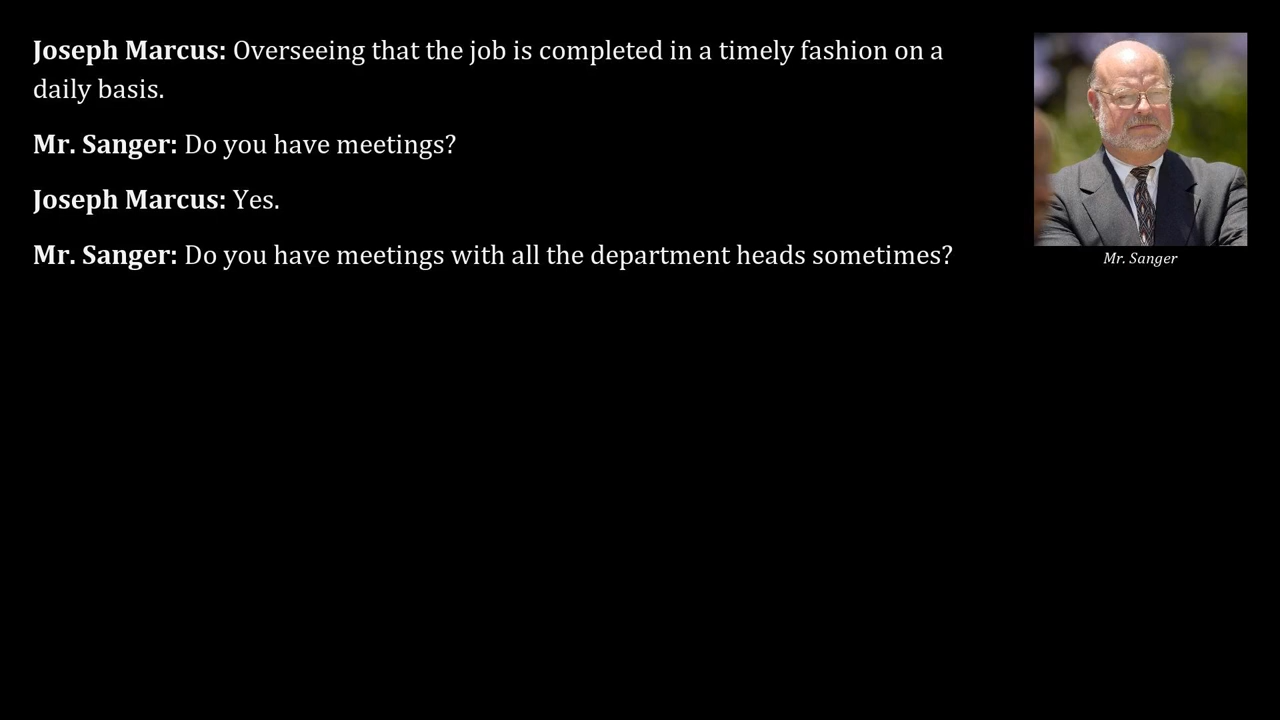 Joseph Marcus: Overseeing that the job is completed in a timely fashion on a
daily basis.
Mr. Sanger: Do you have meetings?
Joseph Marcus: Yes.
Mr. Sanger: Do you have meetings with all the department heads sometimes?
Mr. Sanger